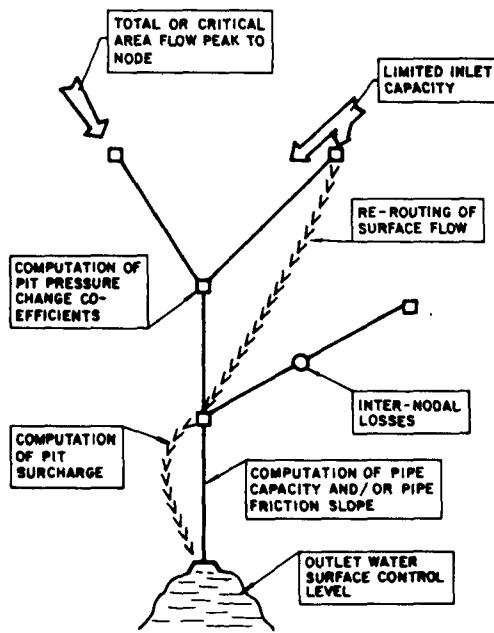 TOTAL OR CRITICAL
AREA FLOW PEAK TO
NODE
LIMITED INLET
CAPACITY
RE-ROUTING OF
SURFACE FLOW
COMPUTATION OF
PIT PRESSURE
CHANGE CO-
EFFICIENTS
INTER-NODAL
LOSSES
COMPUTATION
OF PIT
SURCHARGE
COMPUTATION OF PIPE
CAPACITY AND/OR PIPE
FRICTION SLOPE
OUTLET WATER
SURFACE CONTROL
LEVEL